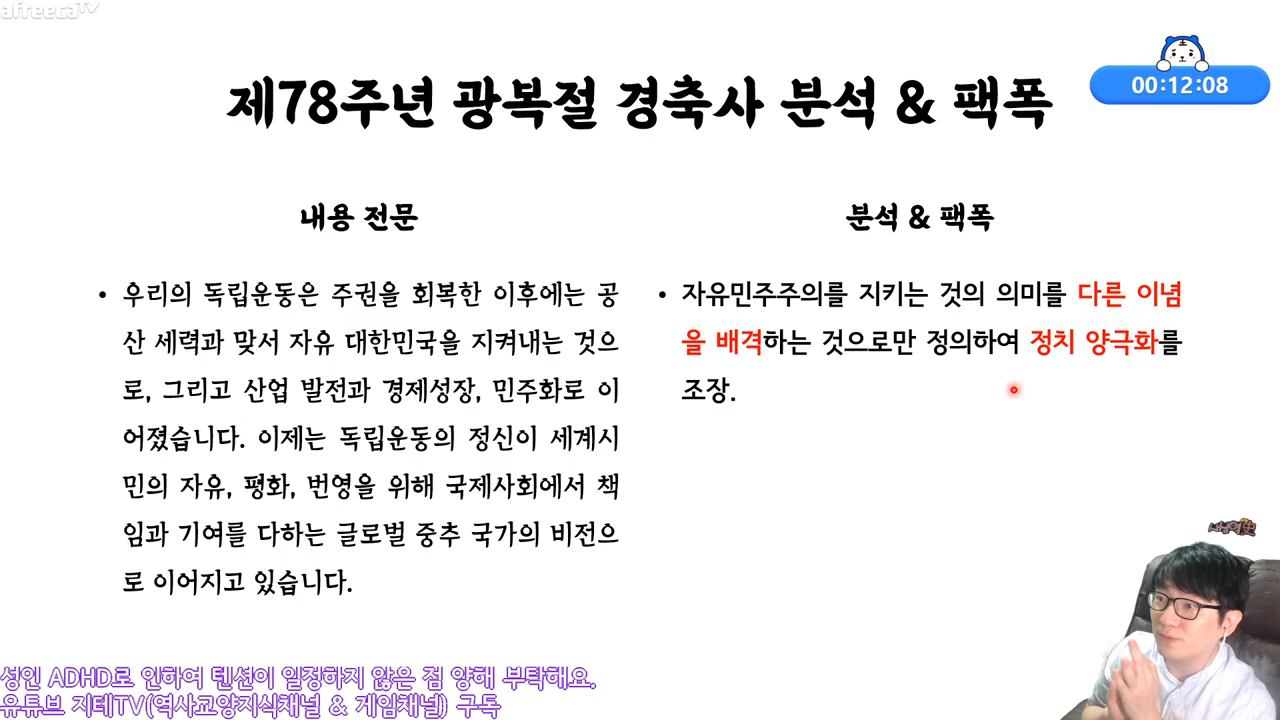 afreecaTV
00:12:08
제78주년 광복절 경축사 분석 & 팩폭
내용 전문
• 우리의 독립운동은 주권을 회복한 이후에는 공
산 세력과 맞서 자유 대한민국을 지켜내는 것으
로, 그리고 산업 발전과 경제성장, 민주화로 이
어졌습니다. 이제는 독립운동의 정신이 세계시
민의 자유, 평화, 번영을 위해 국제사회에서 책
임과 기여를 다하는 글로벌 중추 국가의 비전으
로 이어지고 있습니다.
분석 & 팩폭
• 자유민주주의를 지키는 것의 의미를 다른 이념
을 배격하는 것으로만 정의하여 정치 양극화를
조장.
성인 ADHD로 인하여 텐션이 일정하지 않은 점 양해 부탁해요.
유튜브 지테TV(역사교양지식채널 & 게임채널) 구독